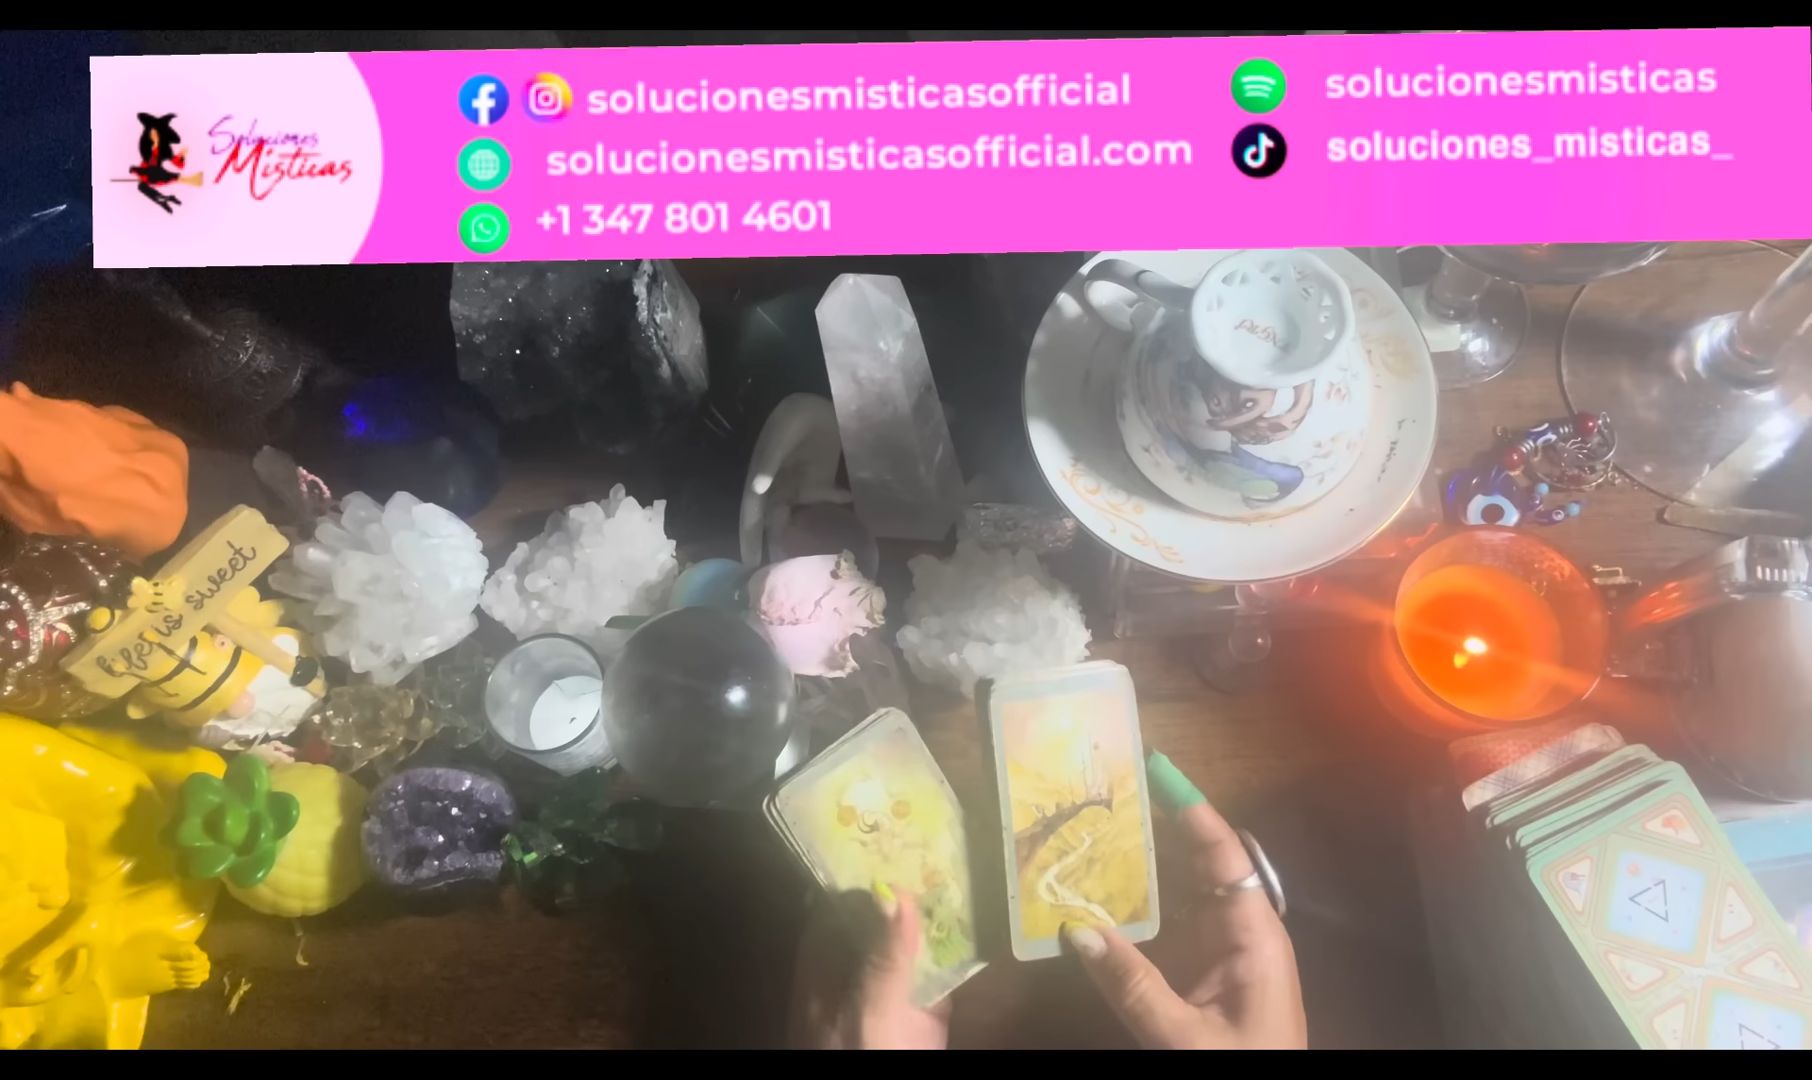 Soluciones
Misticas
solucionesmisticasofficial
solucionesmisticasofficial.com
+1 347 801 4601
solucionesmisticas
soluciones_misticas_
life is sweet